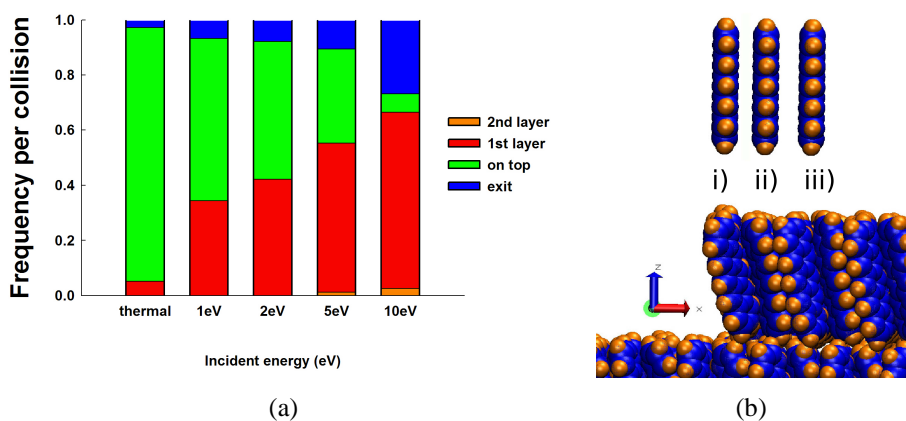 Frequency per collision
1.0
0.8
0.6
0.4
0.2
0.0
thermal 1eV 2eV 5eV 10eV
Incident energy (eV)
2nd layer
1st layer
on top
exit
(a)
i) ii) iii)
z
x
(b)